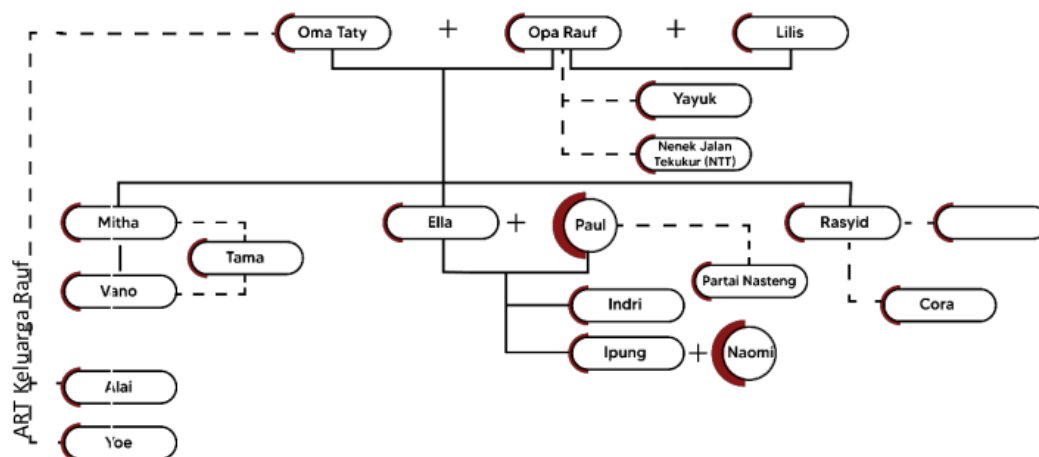 Oma Taty
+
Opa Rauf
+
Lilis
Yayuk
Nenek Jalan
Tekukur (NTT)
Mitha
Ella
+
Paul
Rasyid
Tama
Vano
Partai Nasteng
Indri
Cora
Ipung
+
Naomi
Alai
Yoe
ART Keluarga Rauf